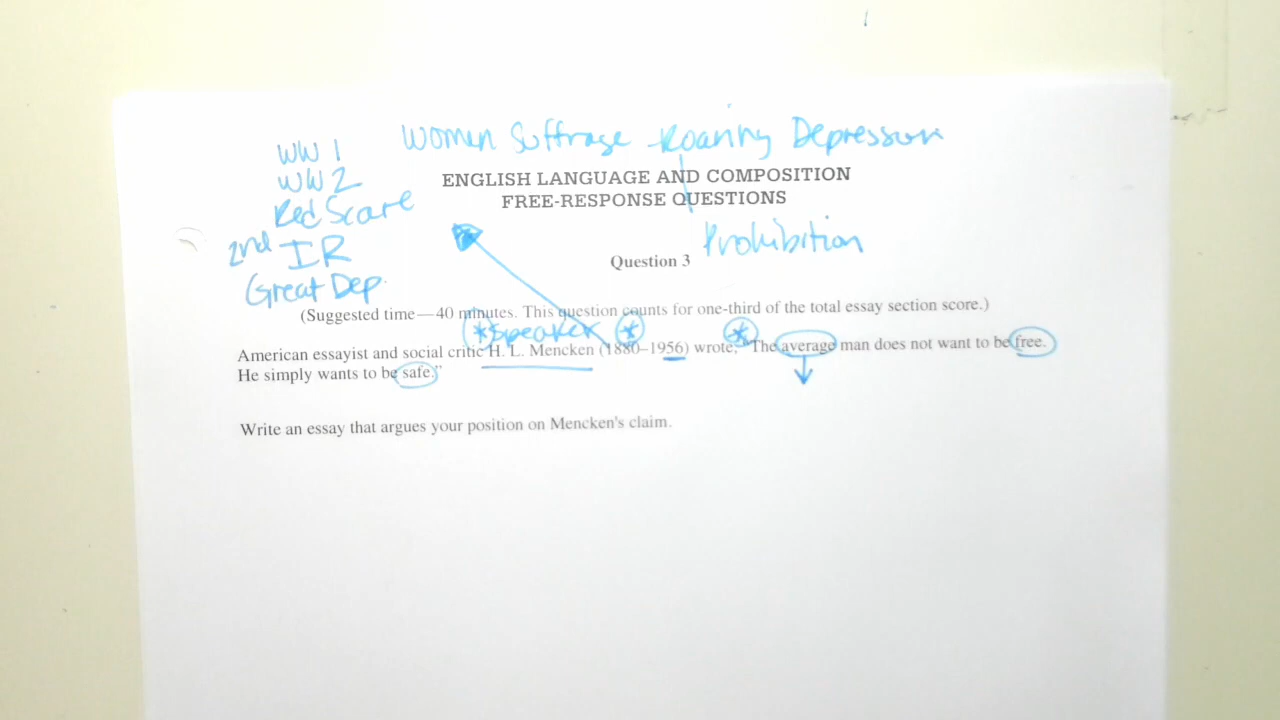 Women Suffrage Roaring Depression
WW 1
WW 2
Red Scare
2nd IR
Great Dep.
ENGLISH LANGUAGE AND COMPOSITION
FREE-RESPONSE QUESTIONS
Prohibition
Question 3
(Suggested time—40 minutes. This question counts for one-third of the total essay section score.)
*Speaker * *
American essayist and social critic H. L. Mencken (1880–1956) wrote, "The average man does not want to be free.
He simply wants to be safe."
Write an essay that argues your position on Mencken's claim.